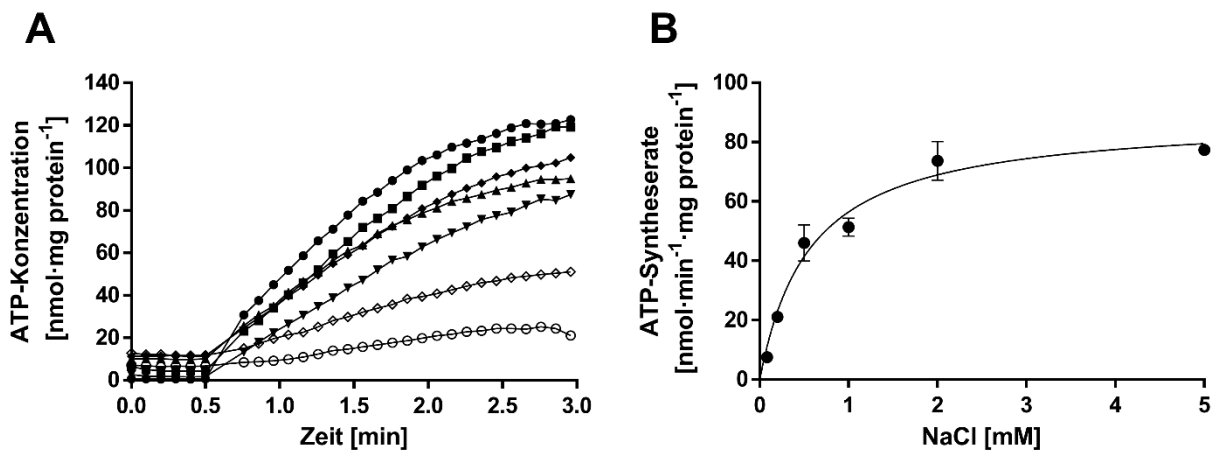 A
ATP-Konzentration
[nmol·mg protein⁻¹]
140
120
100
80
60
40
20
0
0.0 0.5 1.0 1.5 2.0 2.5 3.0
Zeit [min]
B
ATP-Syntheserate
[nmol·min⁻¹·mg protein⁻¹]
100
80
60
40
20
0
0 1 2 3 4 5
NaCl [mM]